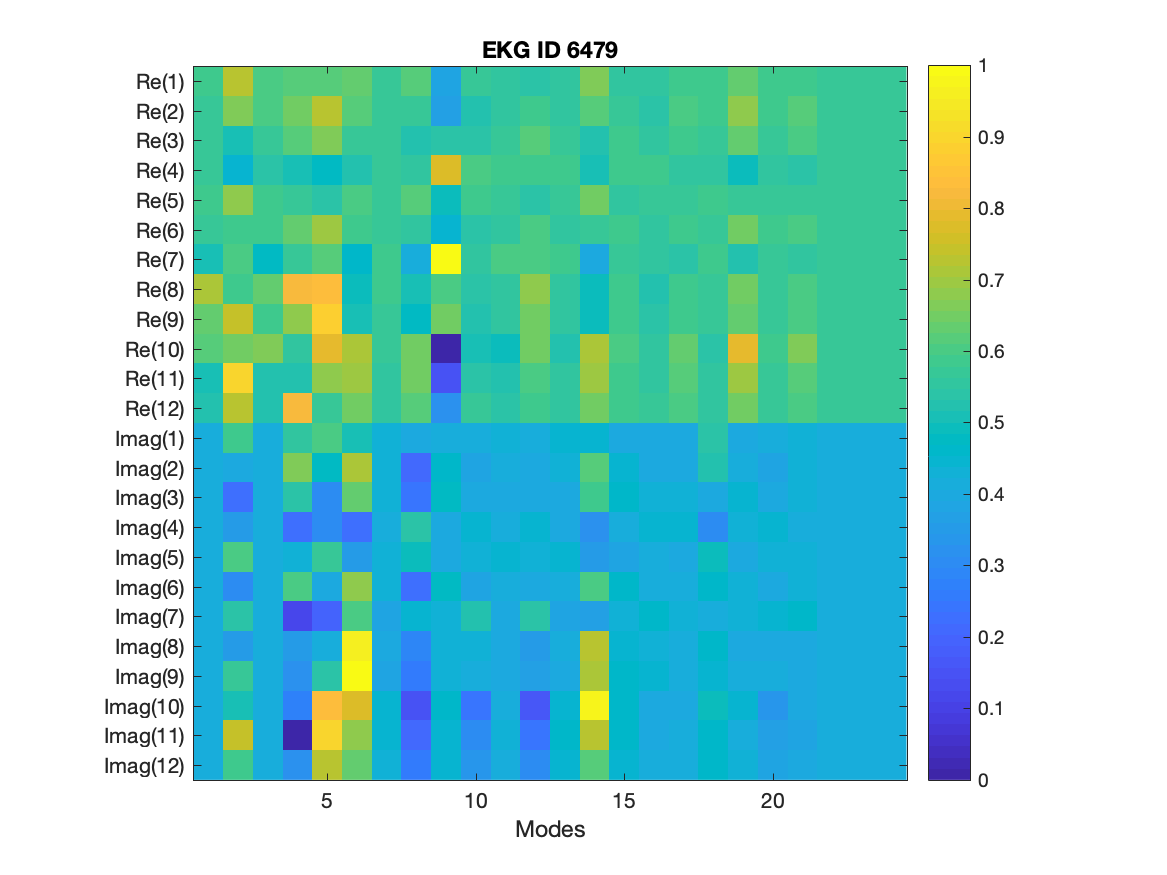 EKG ID 6479
Re(1)
Re(2)
Re(3)
Re(4)
Re(5)
Re(6)
Re(7)
Re(8)
Re(9)
Re(10)
Re(11)
Re(12)
Imag(1)
Imag(2)
Imag(3)
Imag(4)
Imag(5)
Imag(6)
Imag(7)
Imag(8)
Imag(9)
Imag(10)
Imag(11)
Imag(12)
5 10 15 20
Modes
1
0.9
0.8
0.7
0.6
0.5
0.4
0.3
0.2
0.1
0